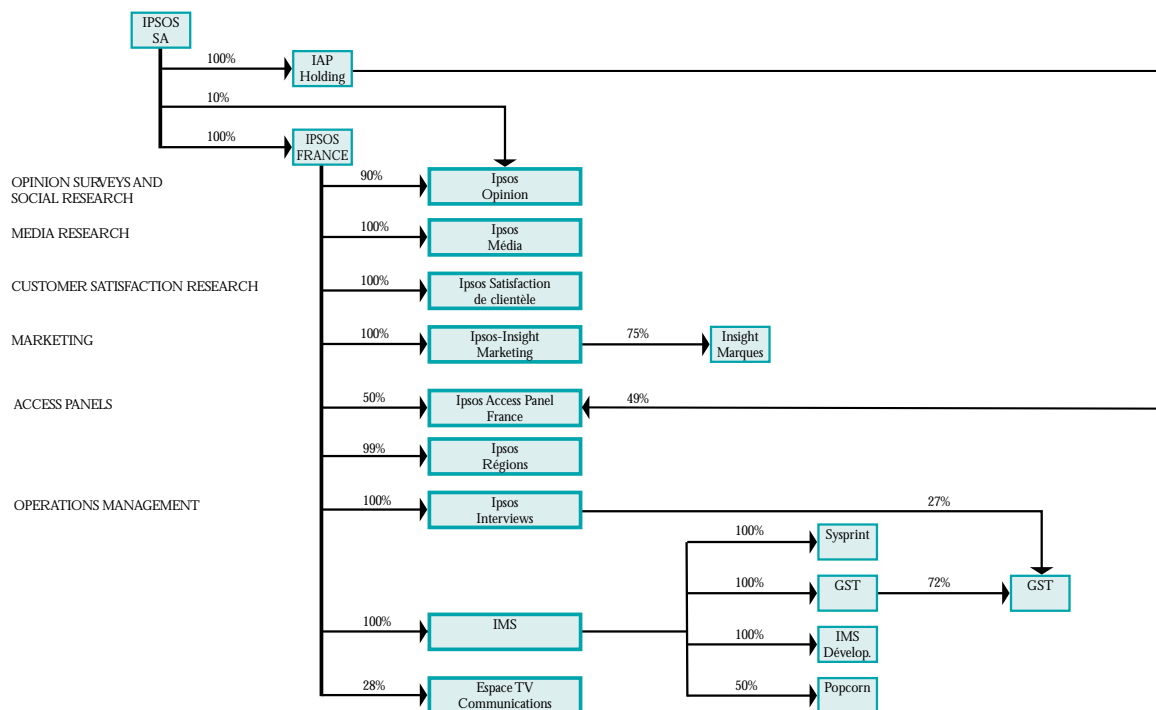 IPSOS
SA
100%
IAP
Holding
10%
100%
IPSOS
FRANCE
OPINION SURVEYS AND
SOCIAL RESEARCH
90%
Ipsos
Opinion
MEDIA RESEARCH
100%
Ipsos
Média
CUSTOMER SATISFACTION RESEARCH
100%
Ipsos Satisfaction
de clientèle
MARKETING
100%
Ipsos-Insight
Marketing
75%
Insight
Marques
ACCESS PANELS
50%
Ipsos Access Panel
France
49%
99%
Ipsos
Régions
OPERATIONS MANAGEMENT
100%
Ipsos
Interviews
27%
100%
Sysprint
100%
GST
72%
GST
100%
IMS
100%
IMS
Dévelop.
28%
Espace TV
Communications
50%
Popcorn